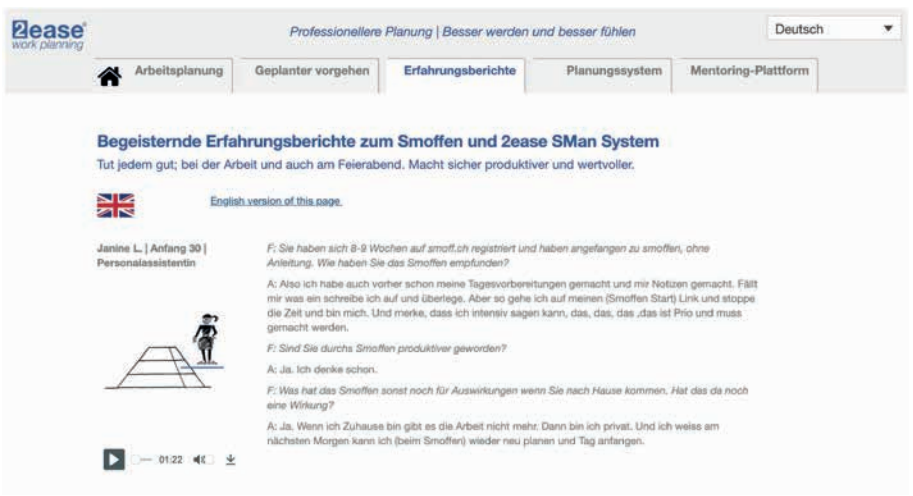 2ease®
work planning
Professionellere Planung | Besser werden und besser fühlen
Deutsch
Arbeitsplanung
Geplanter vorgehen
Erfahrungsberichte
Planungssystem
Mentoring-Plattform
Begeisternde Erfahrungsberichte zum Smoffen und 2ease SMan System
Tut jedem gut; bei der Arbeit und auch am Feierabend. Macht sicher produktiver und wertvoller.
English version of this page
Janine L. | Anfang 30 |
Personalassistentin
F: Sie haben sich 8-9 Wochen auf smoff.ch registriert und haben angefangen zu smoffen, ohne
Anleitung. Wie haben Sie das Smoffen empfunden?
A: Also ich habe auch vorher schon meine Tagesvorbereitungen gemacht und mir Notizen gemacht. Fällt
mir was ein schreibe ich auf und überlege. Aber so gehe ich auf meinen (Smoffen Start) Link und stoppe
die Zeit und bin mich. Und merke, dass ich intensiv sagen kann, das, das, das ,das ist Prio und muss
gemacht werden.
F: Sind Sie durchs Smoffen produktiver geworden?
A: Ja. Ich denke schon.
F: Was hat das Smoffen sonst noch für Auswirkungen wenn Sie nach Hause kommen. Hat das da noch
eine Wirkung?
A: Ja. Wenn ich Zuhause bin gibt es die Arbeit nicht mehr. Dann bin ich privat. Und ich weiss am
nächsten Morgen kann ich (beim Smoffen) wieder neu planen und Tag anfangen.
01:22